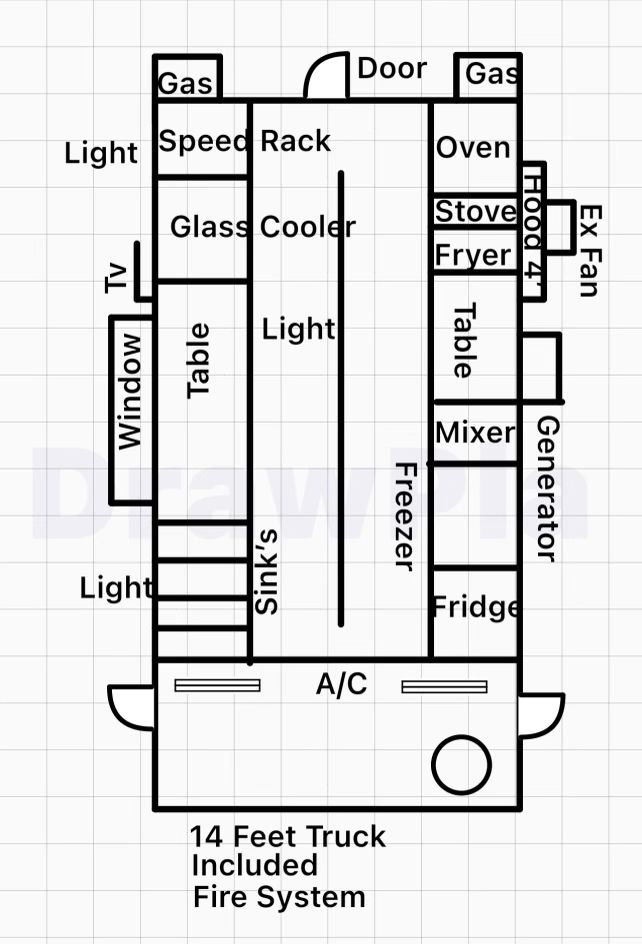 Door
Gas
Gas
Light
Speed Rack
Oven
Hood 4'
Ex Fan
Stove
Glass Cooler
Fryer
Tv
Light
Table
Table
Window
Mixer
Generator
Freezer
DrawPla
Sink's
Light
Fridge
A/C
14 Feet Truck
Included
Fire System